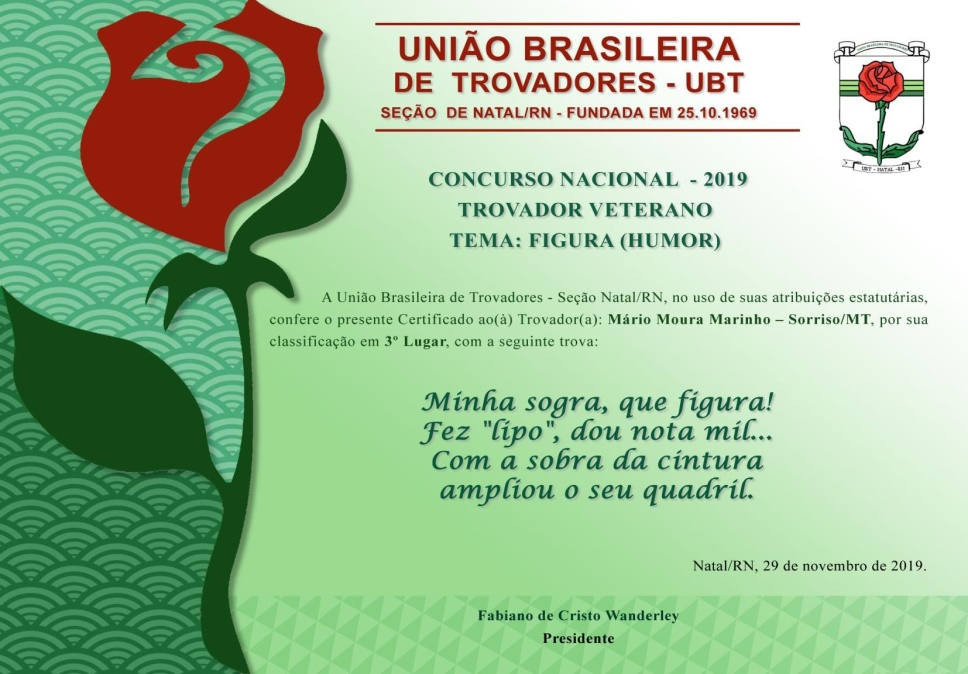 UNIÃO BRASILEIRA
DE TROVADORES - UBT
SEÇÃO DE NATAL/RN - FUNDADA EM 25.10.1969
UBT - NATAL -RN
CONCURSO NACIONAL - 2019
TROVADOR VETERANO
TEMA: FIGURA (HUMOR)
A União Brasileira de Trovadores - Seção Natal/RN, no uso de suas atribuições estatutárias,
confere o presente Certificado ao(à) Trovador(a): Mário Moura Marinho – Sorriso/MT, por sua
classificação em 3º Lugar, com a seguinte trova:
Minha sogra, que figura!
Fez "lipo", dou nota mil...
Com a sobra da cintura
ampliou o seu quadril.
Natal/RN, 29 de novembro de 2019.
Fabiano de Cristo Wanderley
Presidente